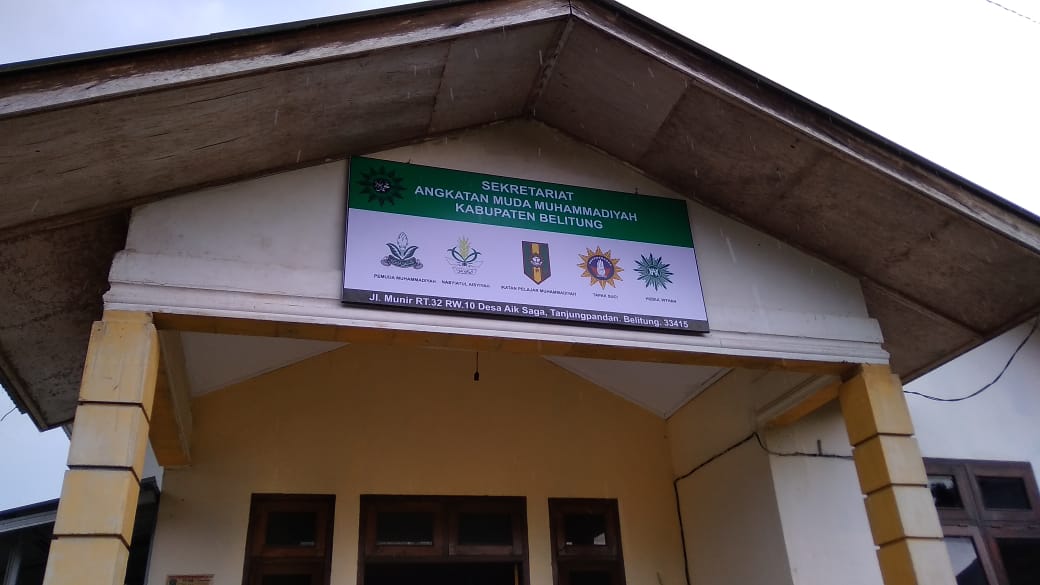 SEKRETARIAT
ANGKATAN MUDA MUHAMMADIYAH
KABUPATEN BELITUNG
PEMUDA MUHAMMADIYAH
NASYIATUL AISYIYAH
IKATAN PELAJAR MUHAMMADIYAH
TAPAK SUCI
HIZBUL WATHAN
Jl. Munir RT.32 RW.10 Desa Aik Saga, Tanjungpandan. Belitung. 33415